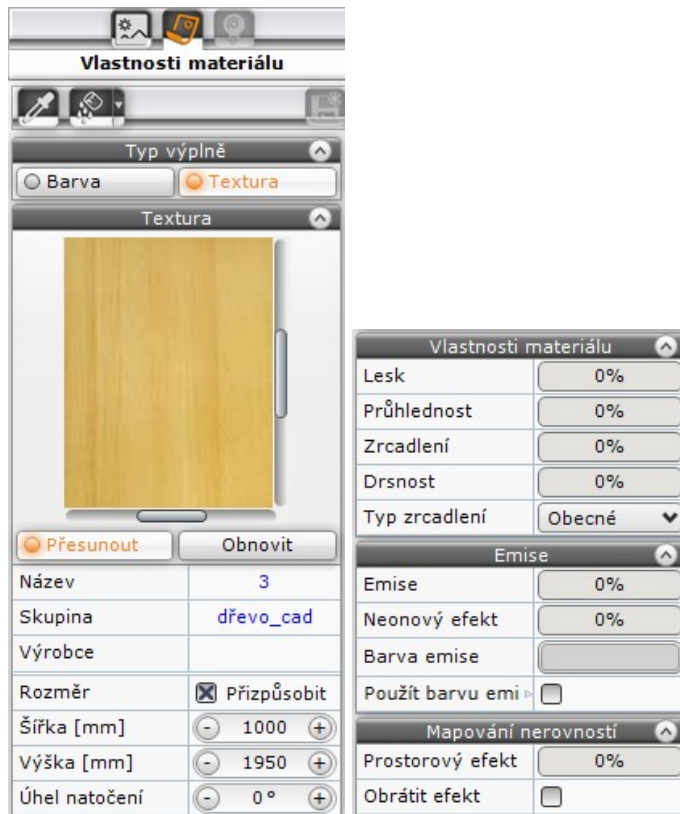 Vlastnosti materiálu
Typ výplně
Barva Textura
Textura
Přesunout Obnovit
Název 3
Skupina dřevo_cad
Výrobce
Rozměr Přizpůsobit
Šířka [mm] 1000
Výška [mm] 1950
Úhel natočení 0°
Vlastnosti materiálu
Lesk 0%
Průhlednost 0%
Zrcadlení 0%
Drsnost 0%
Typ zrcadlení Obecné
Emise
Emise 0%
Neonový efekt 0%
Barva emise
Použít barvu emi
Mapování nerovností
Prostorový efekt 0%
Obrátit efekt